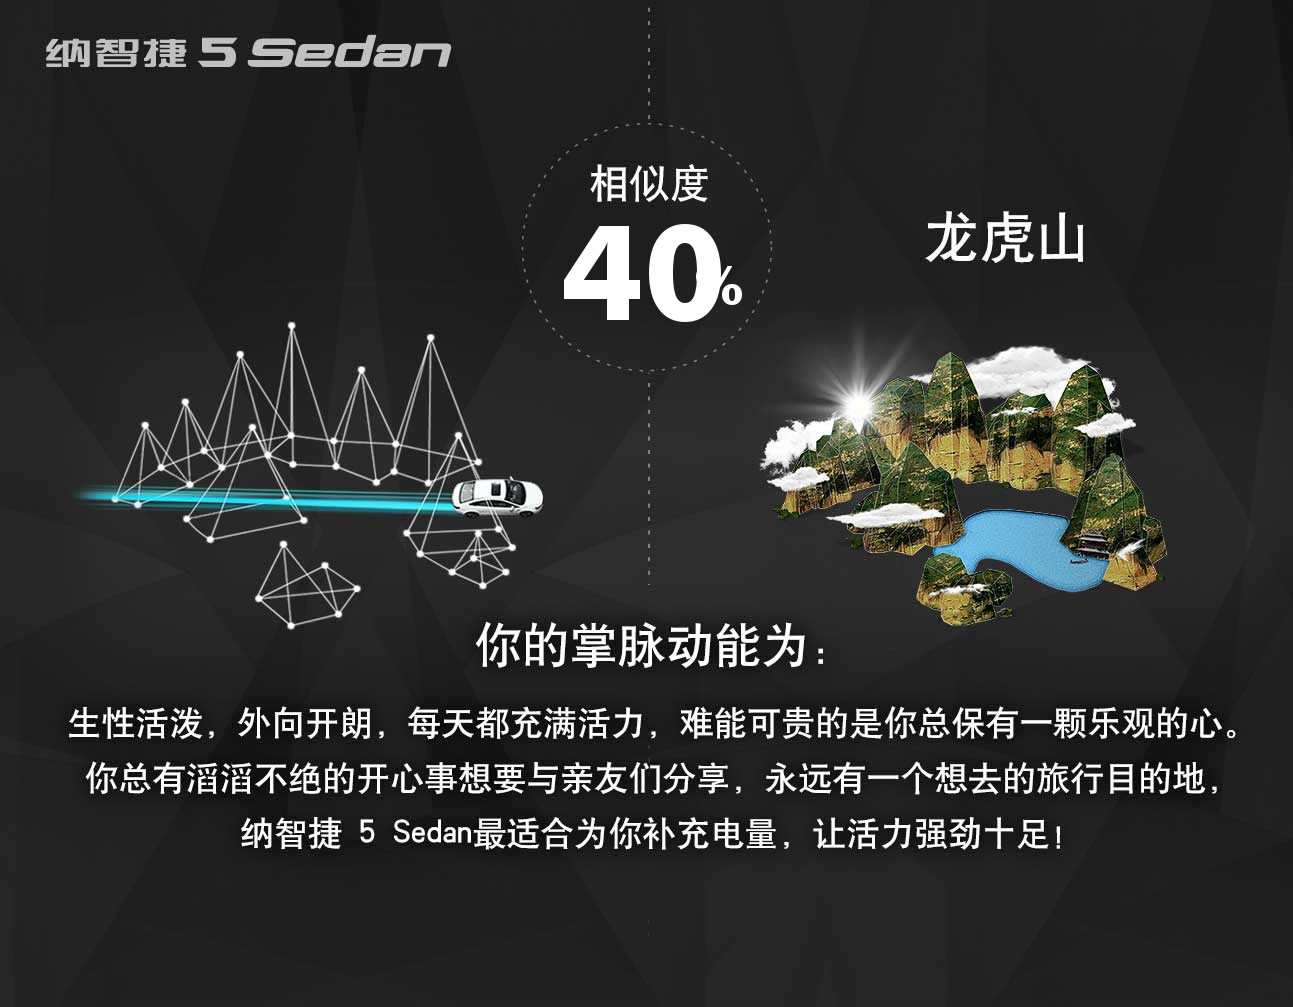 纳智捷 5 Sedan
相似度
40%
龙虎山
你的掌脉动能为：
生性活泼，外向开朗，每天都充满活力，难能可贵的是你总保有一颗乐观的心。
你总有滔滔不绝的开心事想要与亲友们分享，永远有一个想去的旅行目的地，
纳智捷 5 Sedan最适合为你补充电量，让活力强劲十足！